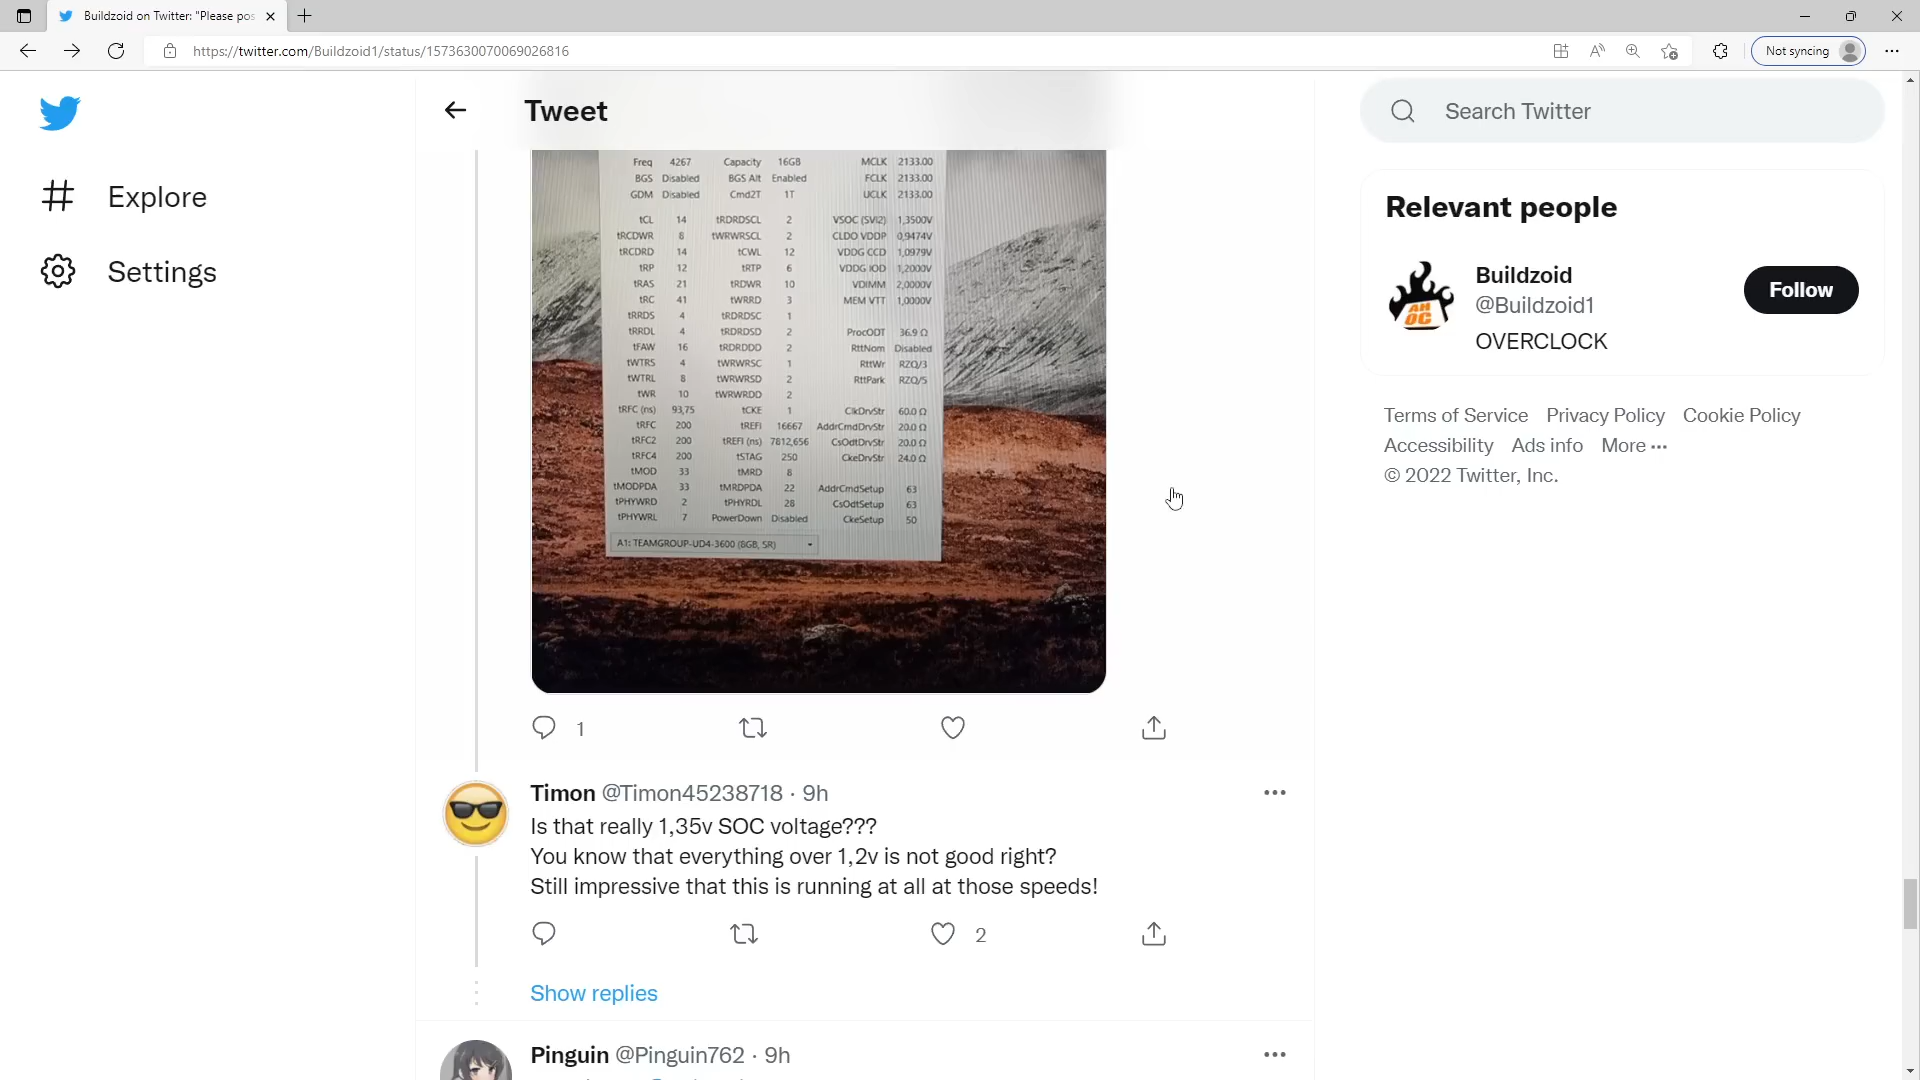 Buildzoid on Twitter: "Please pos
https://twitter.com/Buildzoid1/status/1573630070069026816
Not syncing
Explore
Settings
Tweet
Freq 4267 Capacity 16GB MCLK 2133.00
BGS Disabled BGS Alt Enabled FCLK 2133.00
GDM Disabled Cmd2T 1T UCLK 2133.00
tCL 14 tRDRDSCL 2 VSOC (SVI2) 1,3500V
tRCDWR 8 tWRWRSCL 2 CLDO VDDP 0,9474V
tRCDRD 14 tCWL 12 VDDG CCD 1,0979V
tRP 12 tRTP 6 VDDG IOD 1,2000V
tRAS 21 tRDWR 10 VDIMM 2,0000V
tRC 41 tWRRD 3 MEM VTT 1,0000V
tRRDS 4 tRDRDSC 1
tRRDL 4 tRDRDSD 2 ProcODT 36.9 Ω
tFAW 16 tRDRDDD 2 RttNom Disabled
tWTRS 4 tWRWRSC 1 RttWr RZQ/3
tWTRL 8 tWRWRSD 2 RttPark RZQ/5
tWR 10 tWRWRDD 2
tRFC (ns) 93,75 tCKE 1 ClkDrvStr 60.0 Ω
tRFC 200 tREFI 16667 AddrCmdDrvStr 20.0 Ω
tRFC2 200 tREFI (ns) 7812,656 CsOdtDrvStr 20.0 Ω
tRFC4 200 tSTAG 250 CkeDrvStr 24.0 Ω
tMOD 33 tMRD 8
tMODPDA 33 tMRDPDA 22 AddrCmdSetup 63
tPHYWRD 2 tPHYRDL 28 CsOdtSetup 63
tPHYWRL 7 PowerDown Disabled CkeSetup 50
A1: TEAMGROUP-UD4-3600 (8GB, SR)
1
Timon @Timon45238718 · 9h
Is that really 1,35v SOC voltage???
You know that everything over 1,2v is not good right?
Still impressive that this is running at all at those speeds!
2
Show replies
Pinguin @Pinguin762 · 9h
Search Twitter
Relevant people
Buildzoid
@Buildzoid1
Follow
OVERCLOCK
AH
OC
Terms of Service Privacy Policy Cookie Policy
Accessibility Ads info More ···
© 2022 Twitter, Inc.